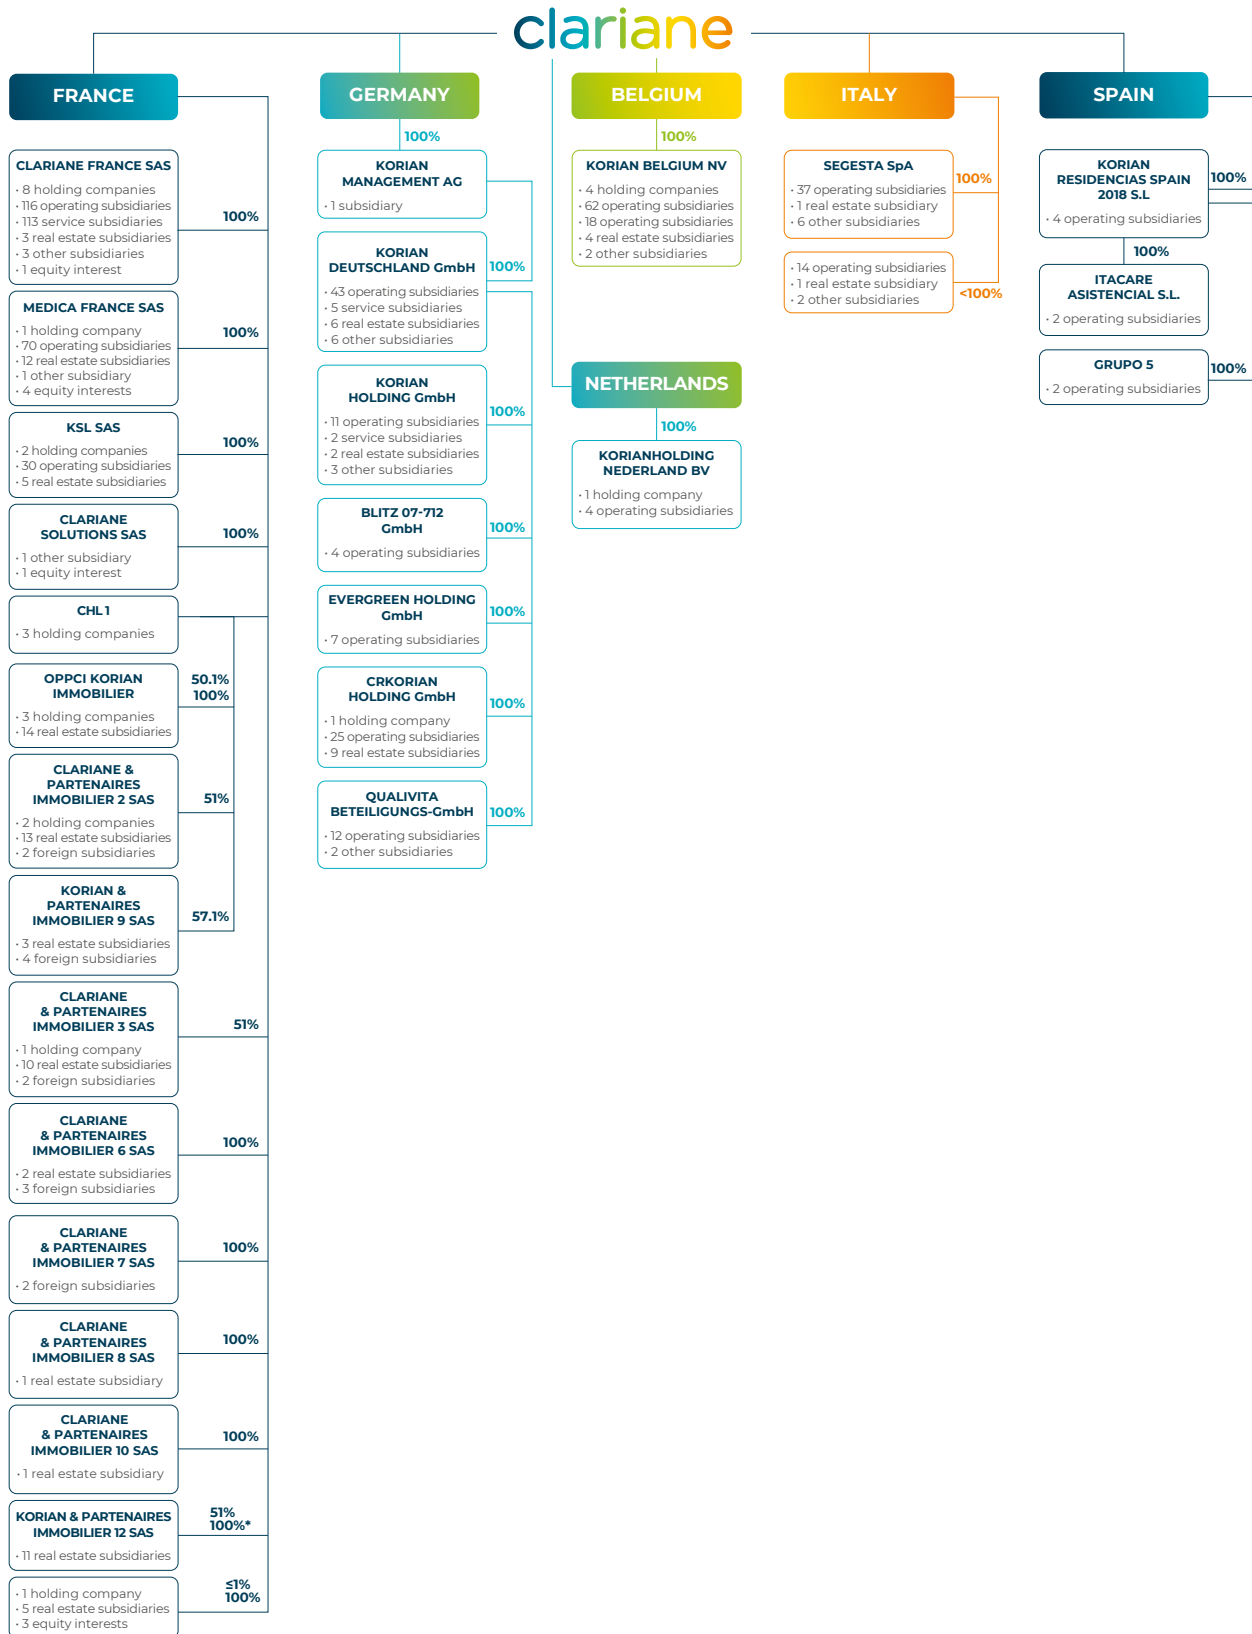 clariane
FRANCE
CLARIANE FRANCE SAS
• 8 holding companies
• 116 operating subsidiaries
• 113 service subsidiaries
• 3 real estate subsidiaries
• 3 other subsidiaries
• 1 equity interest
100%
MEDICA FRANCE SAS
• 1 holding company
• 70 operating subsidiaries
• 12 real estate subsidiaries
• 1 other subsidiary
• 4 equity interests
100%
KSL SAS
• 2 holding companies
• 30 operating subsidiaries
• 5 real estate subsidiaries
100%
CLARIANE
SOLUTIONS SAS
• 1 other subsidiary
• 1 equity interest
100%
CHL 1
• 3 holding companies
OPPCI KORIAN
IMMOBILIER
• 3 holding companies
• 14 real estate subsidiaries
50.1%
100%
CLARIANE &
PARTENAIRES
IMMOBILIER 2 SAS
• 2 holding companies
• 13 real estate subsidiaries
• 2 foreign subsidiaries
51%
KORIAN &
PARTENAIRES
IMMOBILIER 9 SAS
• 3 real estate subsidiaries
• 4 foreign subsidiaries
57.1%
CLARIANE
& PARTENAIRES
IMMOBILIER 3 SAS
• 1 holding company
• 10 real estate subsidiaries
• 2 foreign subsidiaries
51%
CLARIANE
& PARTENAIRES
IMMOBILIER 6 SAS
• 2 real estate subsidiaries
• 3 foreign subsidiaries
100%
CLARIANE
& PARTENAIRES
IMMOBILIER 7 SAS
• 2 foreign subsidiaries
100%
CLARIANE
& PARTENAIRES
IMMOBILIER 8 SAS
• 1 real estate subsidiary
100%
CLARIANE
& PARTENAIRES
IMMOBILIER 10 SAS
• 1 real estate subsidiary
100%
KORIAN & PARTENAIRES
IMMOBILIER 12 SAS
• 11 real estate subsidiaries
51%
100%*
• 1 holding company
• 5 real estate subsidiaries
• 3 equity interests
≤1%
100%
GERMANY
100%
KORIAN
MANAGEMENT AG
• 1 subsidiary
KORIAN
DEUTSCHLAND GmbH
• 43 operating subsidiaries
• 5 service subsidiaries
• 6 real estate subsidiaries
• 6 other subsidiaries
100%
KORIAN
HOLDING GmbH
• 11 operating subsidiaries
• 2 service subsidiaries
• 2 real estate subsidiaries
• 3 other subsidiaries
100%
BLITZ 07-712
GmbH
• 4 operating subsidiaries
100%
EVERGREEN HOLDING
GmbH
• 7 operating subsidiaries
100%
CRKORIAN
HOLDING GmbH
• 1 holding company
• 25 operating subsidiaries
• 9 real estate subsidiaries
100%
QUALIVITA
BETEILIGUNGS-GmbH
• 12 operating subsidiaries
• 2 other subsidiaries
100%
BELGIUM
100%
KORIAN BELGIUM NV
• 4 holding companies
• 62 operating subsidiaries
• 18 operating subsidiaries
• 4 real estate subsidiaries
• 2 other subsidiaries
NETHERLANDS
100%
KORIANHOLDING
NEDERLAND BV
• 1 holding company
• 4 operating subsidiaries
ITALY
SEGESTA SpA
• 37 operating subsidiaries
• 1 real estate subsidiary
• 6 other subsidiaries
100%
• 14 operating subsidiaries
• 1 real estate subsidiary
• 2 other subsidiaries
<100%
SPAIN
KORIAN
RESIDENCIAS SPAIN
2018 S.L
• 4 operating subsidiaries
100%
100%
ITACARE
ASISTENCIAL S.L.
• 2 operating subsidiaries
GRUPO 5
• 2 operating subsidiaries
100%